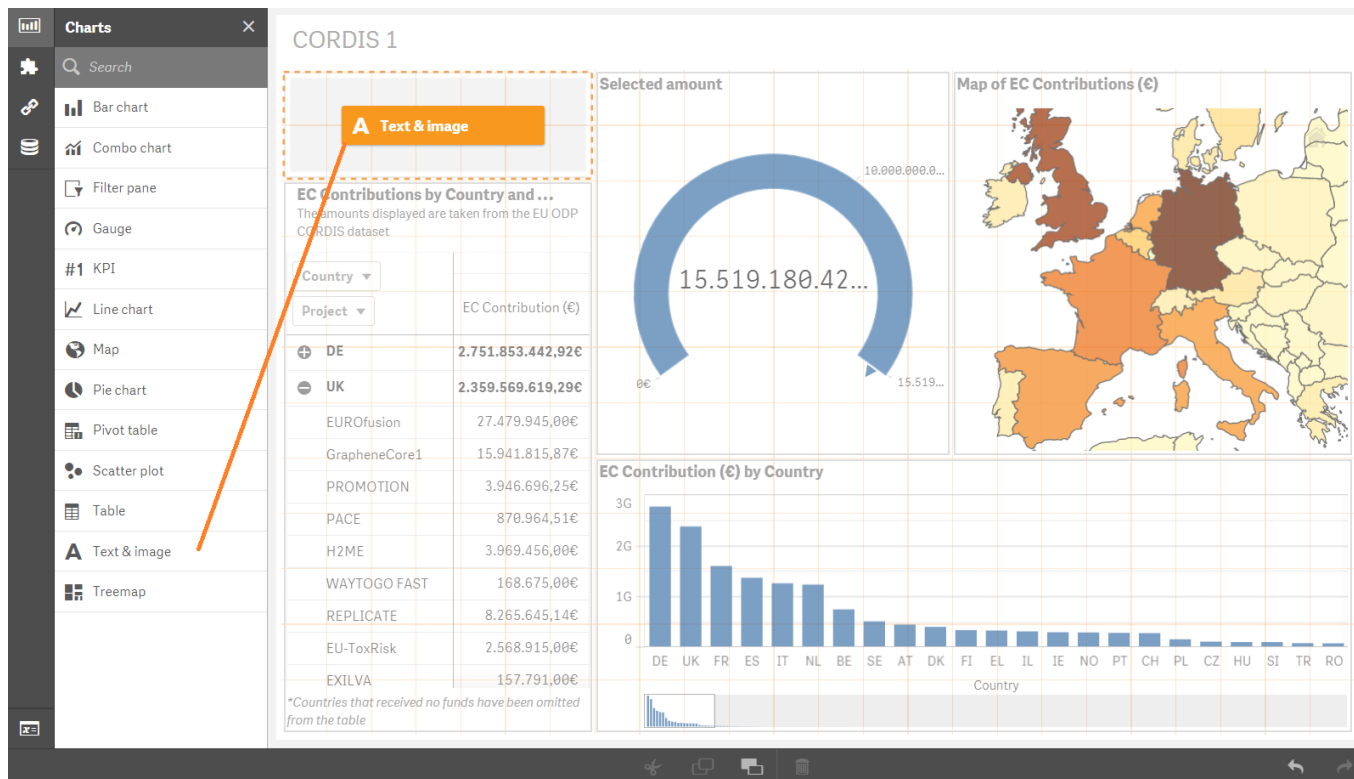 Charts
Search
Bar chart
Combo chart
Filter pane
Gauge
#1 KPI
Line chart
Map
Pie chart
Pivot table
Scatter plot
Table
A Text & image
Treemap
CORDIS 1
A Text & image
EC Contributions by Country and ...
The amounts displayed are taken from the EU ODP
CORDIS dataset
Country
Project
EC Contribution (€)
DE 2.751.853.442,92€
UK 2.359.569.619,29€
EUROfusion 27.479.945,00€
GrapheneCore1 15.941.815,87€
PROMOTION 3.946.696,25€
PACE 870.964,51€
H2ME 3.969.456,00€
WAYTOGO FAST 168.675,00€
REPLICATE 8.265.645,14€
EU-ToxRisk 2.568.915,00€
EXILVA 157.791,00€
*Countries that received no funds have been omitted
from the table
Selected amount
10.000.000.0...
15.519.180.42...
0€
15.519...
Map of EC Contributions (€)
EC Contribution (€) by Country
3G
2G
1G
0
DE UK FR ES IT NL BE SE AT DK FI EL IL IE NO PT CH PL CZ HU SI TR RO
Country
x=